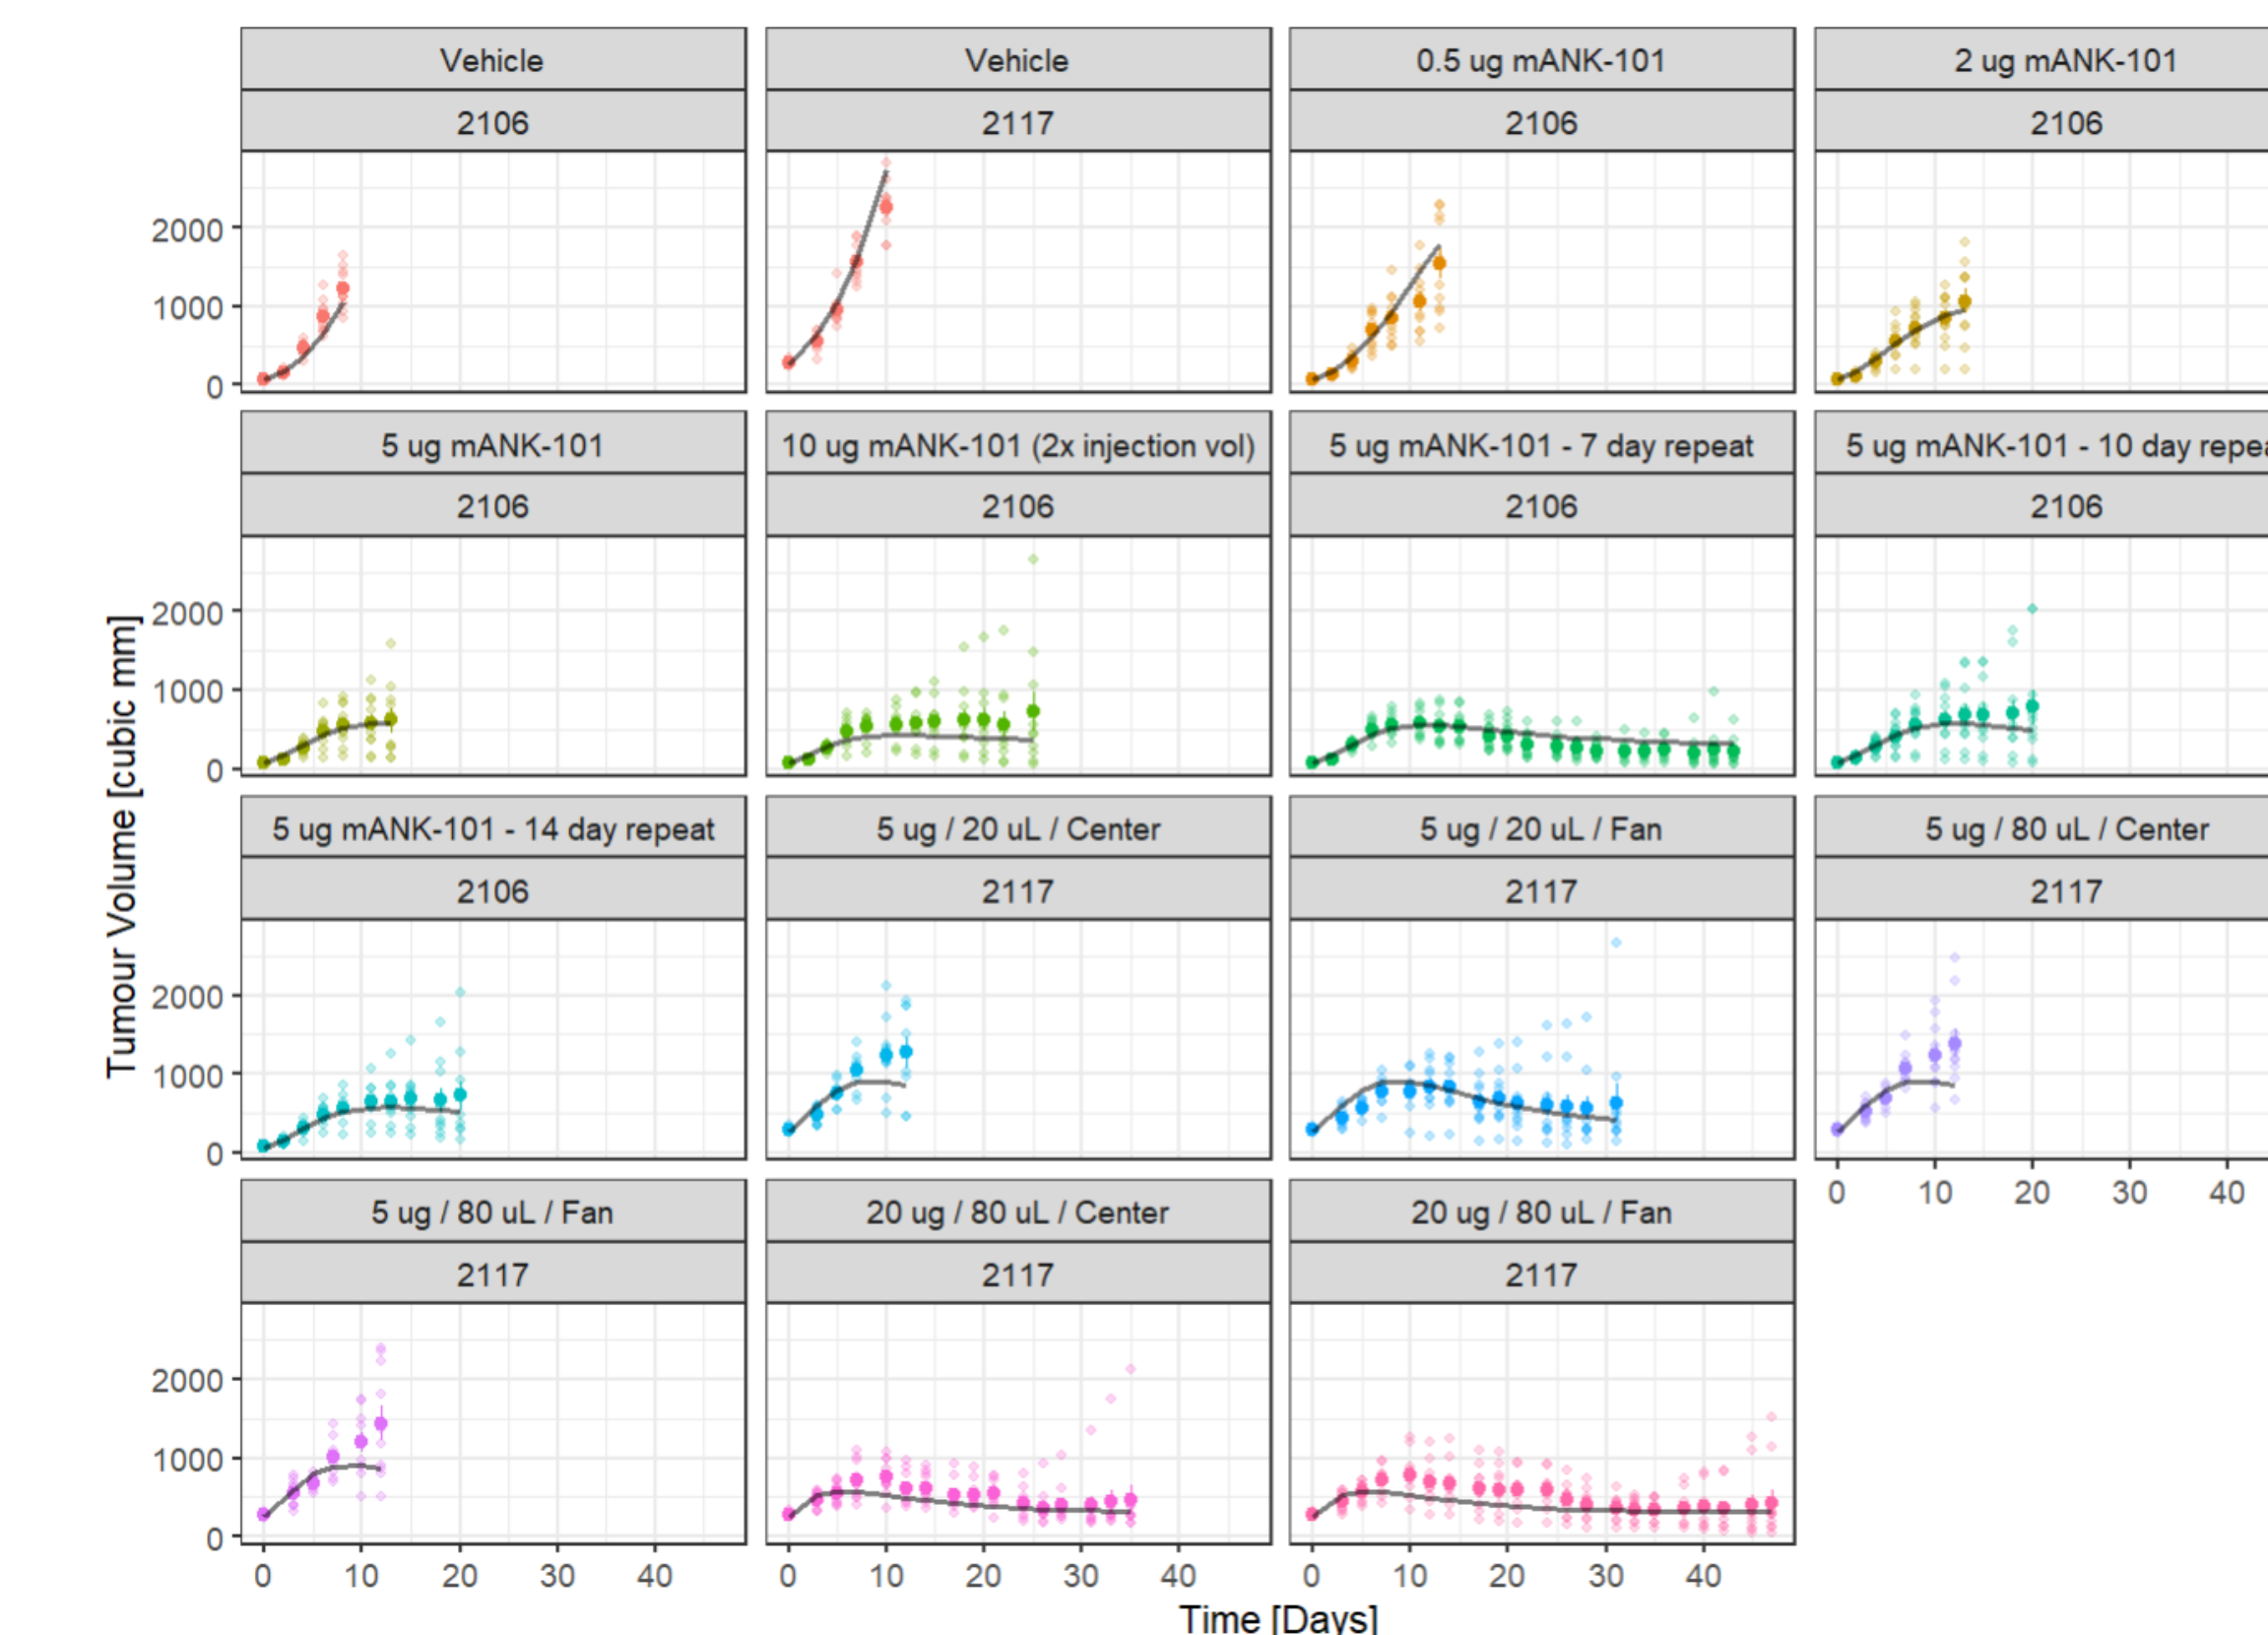 Vehicle
Vehicle
0.5 ug mANK-101
2 ug mANK-101
2106
2117
2106
2106
2000
1000
0
5 ug mANK-101
10 ug mANK-101 (2x injection vol)
5 ug mANK-101 - 7 day repeat
5 ug mANK-101 - 10 day repea
2106
2106
2106
2106
2000
1000
0
Tumour Volume [cubic mm]
5 ug mANK-101 - 14 day repeat
5 ug / 20 uL / Center
5 ug / 20 uL / Fan
5 ug / 80 uL / Center
2106
2117
2117
2117
2000
1000
0
0 10 20 30 40
5 ug / 80 uL / Fan
20 ug / 80 uL / Center
20 ug / 80 uL / Fan
2117
2117
2117
2000
1000
0
0 10 20 30 40
0 10 20 30 40
0 10 20 30 40
Time [Days]